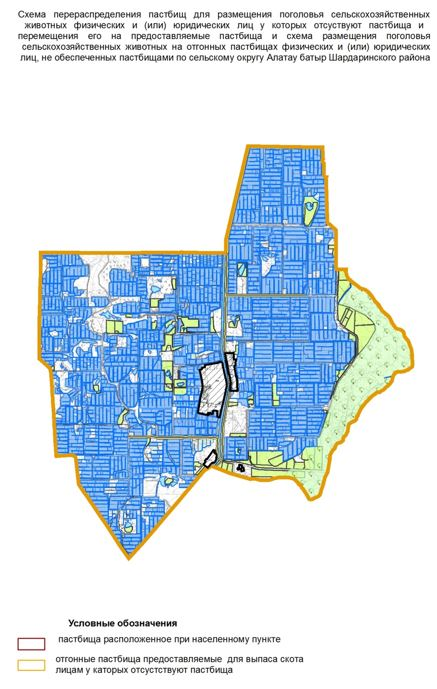 Схема перераспределения пастбищ для размещения поголовья сельскохозяйственных
животных физических и (или) юридических лиц у которых отсуствуют пастбища и
перемещения его на предоставляемые пастбища и схема размещения поголовья
сельскохозяйственных животных на отгонных пастбищах физических и (или) юридических
лиц, не обеспеченных пастбищами по сельскому округу Алатау батыр Шардаринского района
Условные обозначения
пастбища расположенное при населенному пункте
отгонные пастбища предоставляемые для выпаса скота
лицам у которых отсустствуют пастбища